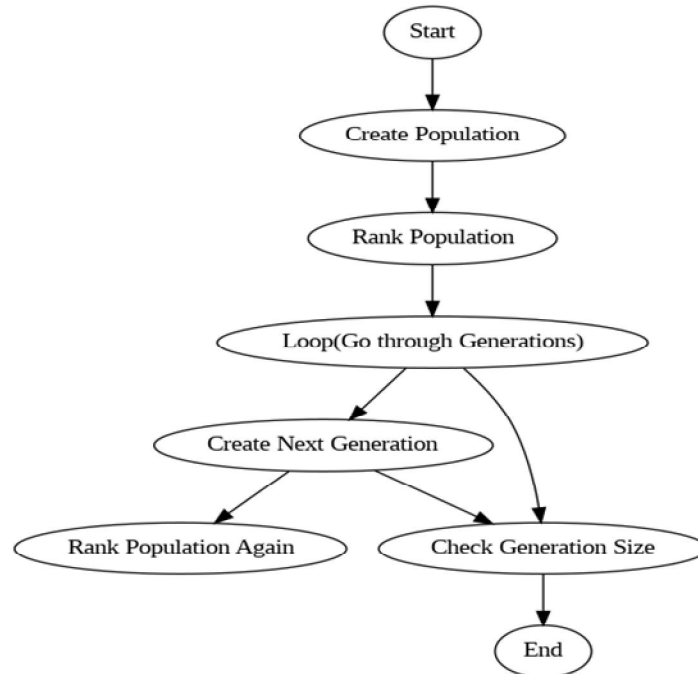 Start
Create Population
Rank Population
Loop(Go through Generations)
Create Next Generation
Rank Population Again
Check Generation Size
End